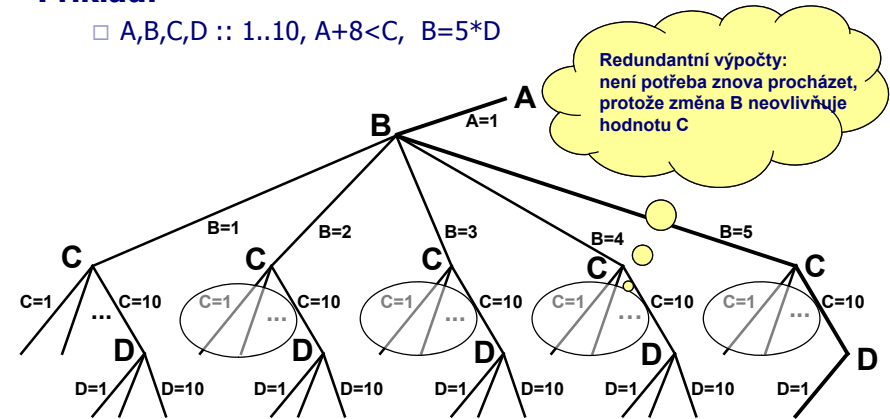 A,B,C,D :: 1..10, A+8<C, B=5*D
Redundantní výpočty:
není potřeba znova procházet,
protože změna B neovlivňuje
hodnotu C
A
A=1
B
B=1 B=2 B=3 B=4 B=5
C C C C C
C=1 ... C=10 C=1 ... C=10 C=1 ... C=10 C=1 ... C=10 C=1 ... C=10
D D D D D
D=1 D=10 D=1 D=10 D=1 D=10 D=1 D=10 D=1